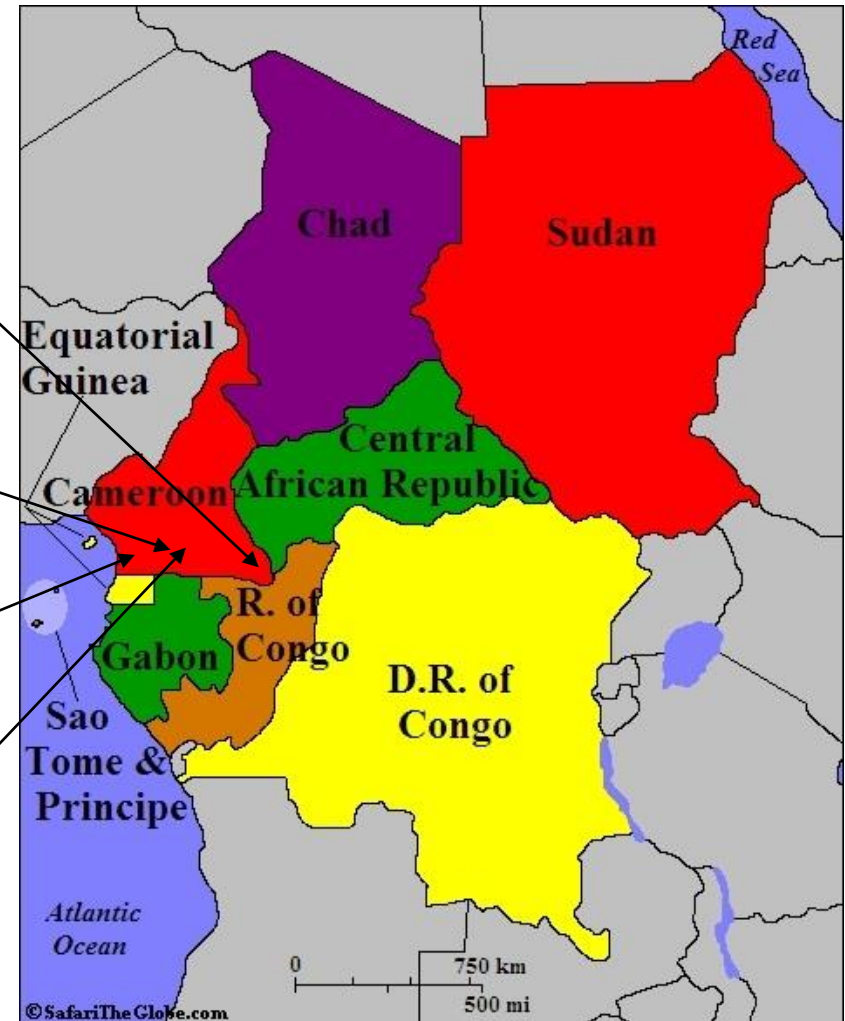 Red
Sea
Chad
Sudan
Equatorial
Guinea
Central
African Republic
Cameroon
R. of
Congo
Gabon
D.R. of
Congo
Sao
Tome &
Principe
Atlantic
Ocean
0 750 km
500 mi
©SafariTheGlobe.com